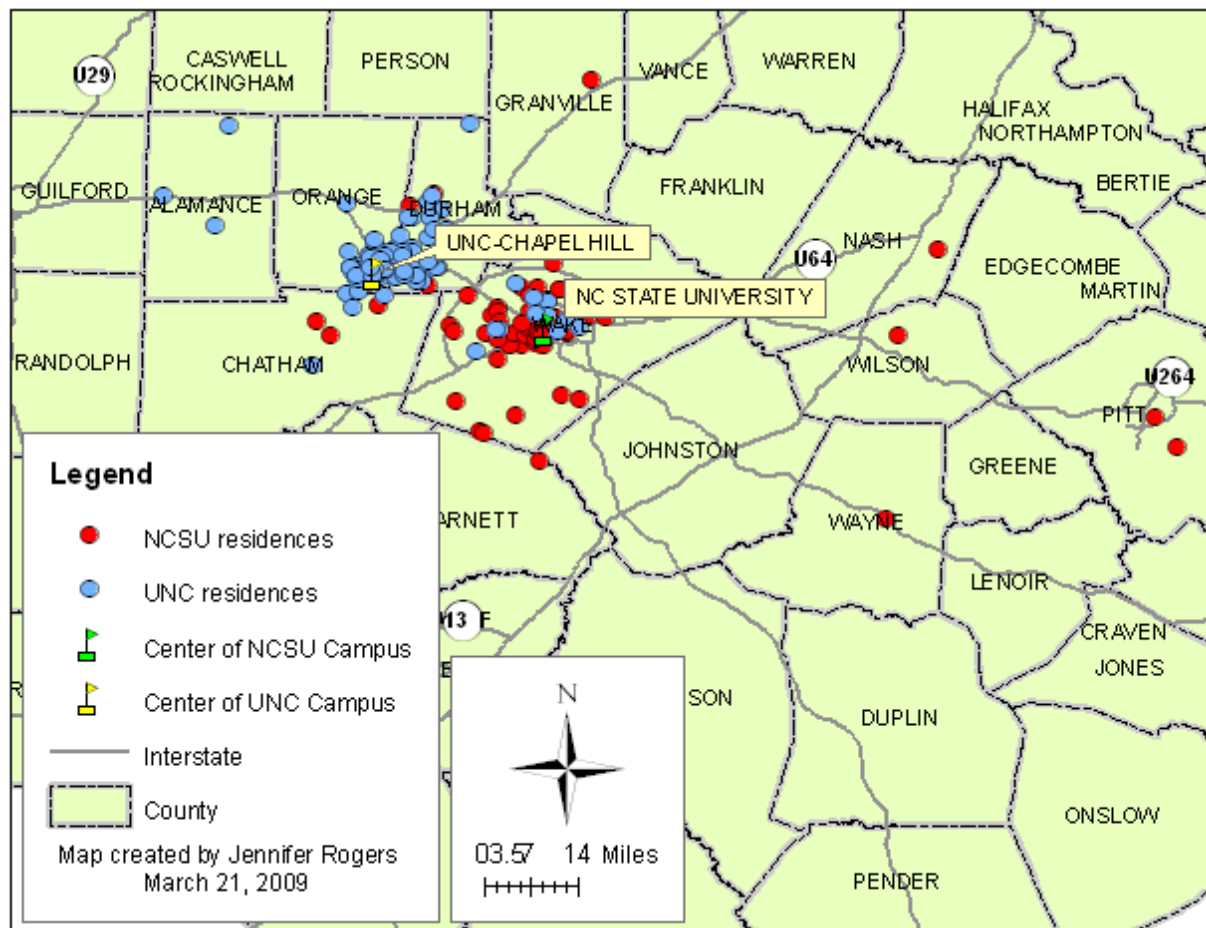 CASWELL
PERSON
U29
ROCKINGHAM
VANCE
WARREN
GRANVILLE
HALIFAX
NORTHAMPTON
GUILFORD
ORANGE
FRANKLIN
BERTIE
ALAMANCE
DURHAM
UNC-CHAPEL HILL
NASH
U64
EDGECOMBE
MARTIN
NC STATE UNIVERSITY
WAKE
RANDOLPH
CHATHAM
WILSON
U264
PITT
JOHNSTON
GREENE
ARNETT
WAYNE
LENOIR
CRAVEN
JONES
13 F
SON
DUPLIN
ONSLOW
PENDER
Legend
NCSU residences
UNC residences
Center of NCSU Campus
Center of UNC Campus
Interstate
County
Map created by Jennifer Rogers
March 21, 2009
N
03.57 14 Miles